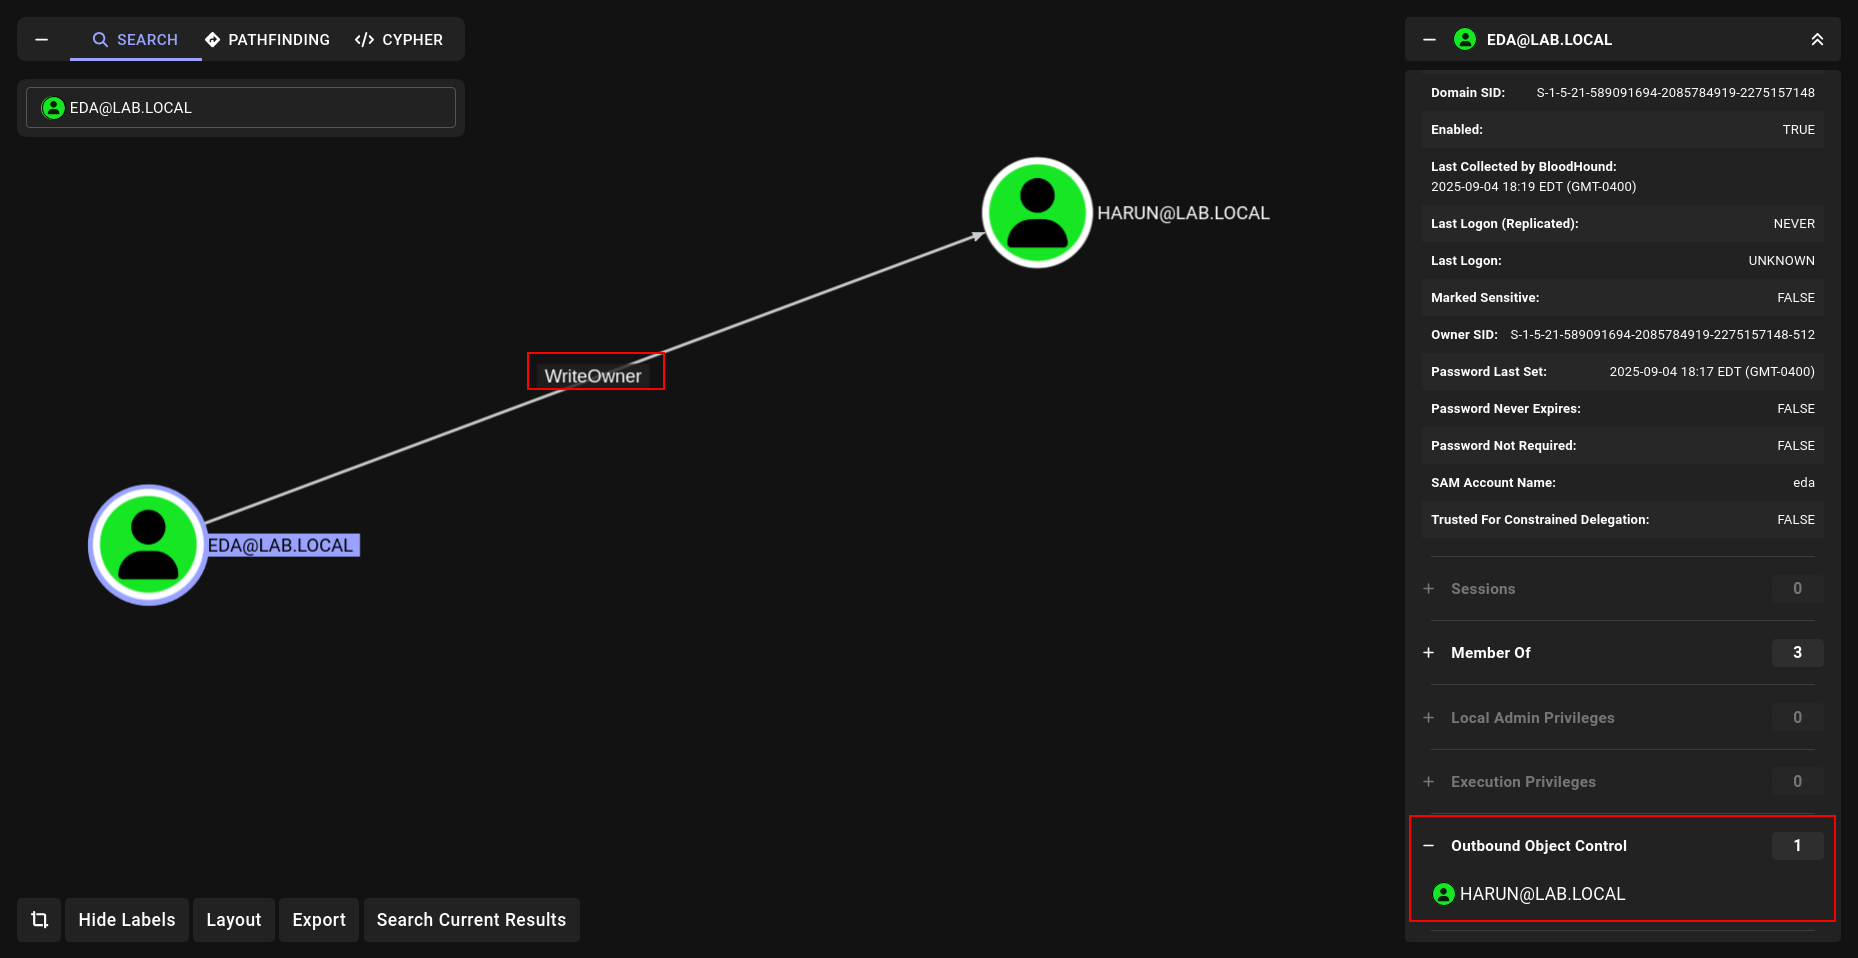 SEARCH PATHFINDING </> CYPHER
EDA@LAB.LOCAL
HARUN@LAB.LOCAL
WriteOwner
EDA@LAB.LOCAL
Hide Labels Layout Export Search Current Results
EDA@LAB.LOCAL
Domain SID: S-1-5-21-589091694-2085784919-2275157148
Enabled: TRUE
Last Collected by BloodHound:
2025-09-04 18:19 EDT (GMT-0400)
Last Logon (Replicated): NEVER
Last Logon: UNKNOWN
Marked Sensitive: FALSE
Owner SID: S-1-5-21-589091694-2085784919-2275157148-512
Password Last Set: 2025-09-04 18:17 EDT (GMT-0400)
Password Never Expires: FALSE
Password Not Required: FALSE
SAM Account Name: eda
Trusted For Constrained Delegation: FALSE
+ Sessions 0
+ Member Of 3
+ Local Admin Privileges 0
+ Execution Privileges 0
− Outbound Object Control 1
HARUN@LAB.LOCAL